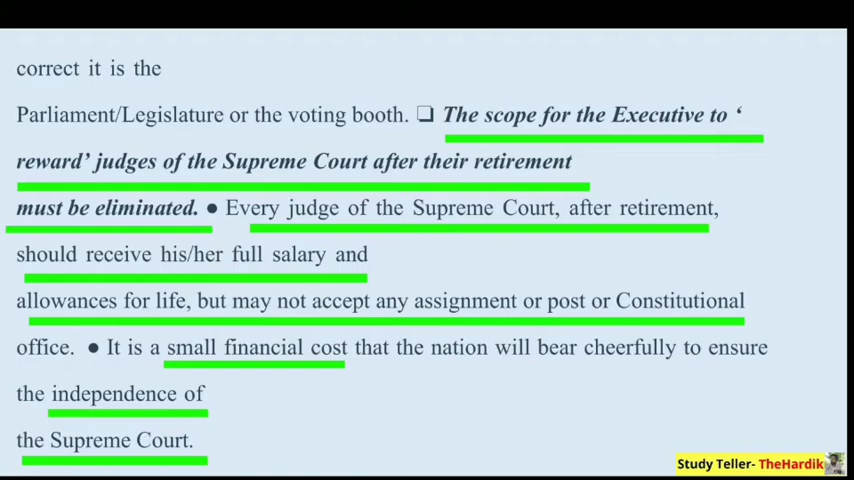 correct it is the
Parliament/Legislature or the voting booth. ❏ The scope for the Executive to ‘
reward’ judges of the Supreme Court after their retirement
must be eliminated. ● Every judge of the Supreme Court, after retirement,
should receive his/her full salary and
allowances for life, but may not accept any assignment or post or Constitutional
office. ● It is a small financial cost that the nation will bear cheerfully to ensure
the independence of
the Supreme Court.
Study Teller- TheHardik